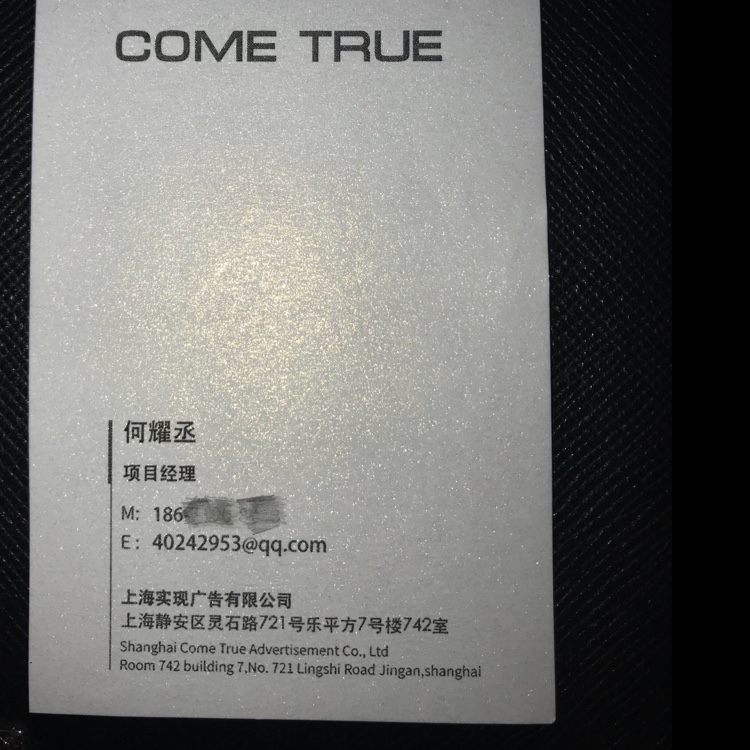 COME TRUE
何耀丞
项目经理
M: 186
E: 40242953@qq.com
上海实现广告有限公司
上海静安区灵石路721号乐平方7号楼742室
Shanghai Come True Advertisement Co., Ltd
Room 742 building 7,No. 721 Lingshi Road Jingan,shanghai